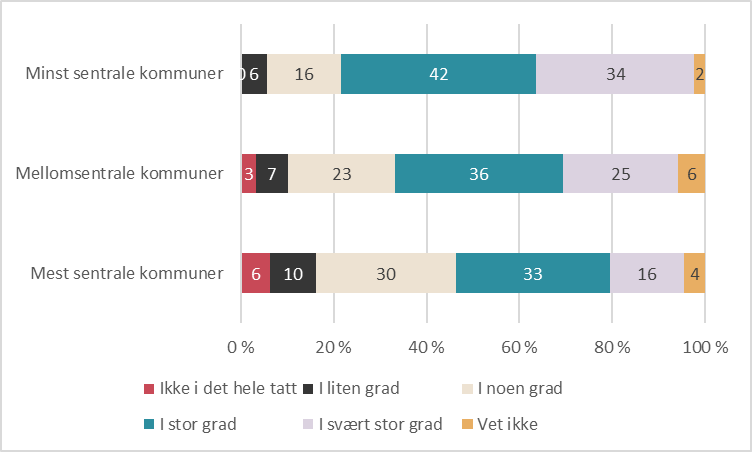 Minst sentrale kommuner 0 6 16 42 34 2
Mellomsentrale kommuner 3 7 23 36 25 6
Mest sentrale kommuner 6 10 30 33 16 4
0 % 20 % 40 % 60 % 80 % 100 %
Ikke i det hele tatt I liten grad I noen grad
I stor grad I svært stor grad Vet ikke